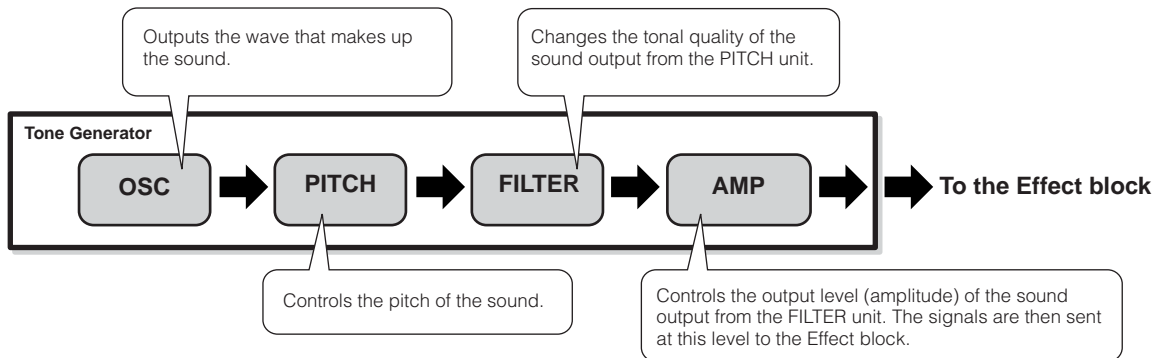 Outputs the wave that makes up
the sound.
Changes the tonal quality of the
sound output from the PITCH unit.
Tone Generator
OSC
PITCH
FILTER
AMP
To the Effect block
Controls the pitch of the sound.
Controls the output level (amplitude) of the sound
output from the FILTER unit. The signals are then sent
at this level to the Effect block.